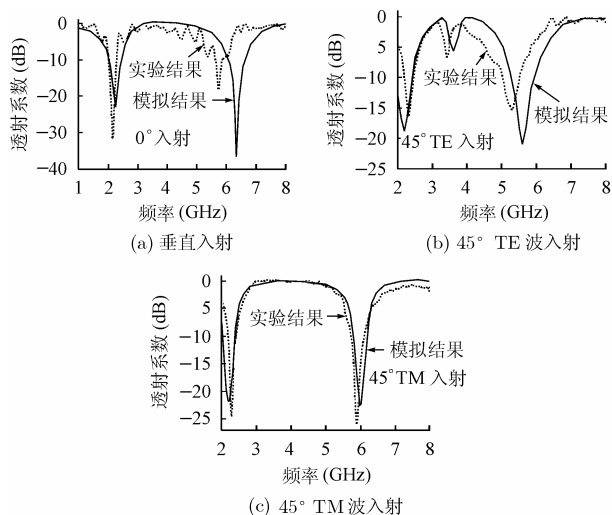 透射系数 (dB)
0
−10
−20
−30
−40
实验结果
模拟结果
0°入射
1 2 3 4 5 6 7 8
频率 (GHz)
(a) 垂直入射
透射系数 (dB)
0
−5
−10
−15
−20
−25
实验结果
模拟结果
45°TE 入射
2 3 4 5 6 7 8
频率 (GHz)
(b) 45° TE 波入射
透射系数 (dB)
0
5
−10
−15
−20
−25
实验结果
模拟结果
45°TM 入射
2 3 4 5 6 7 8
频率 (GHz)
(c) 45° TM 波入射